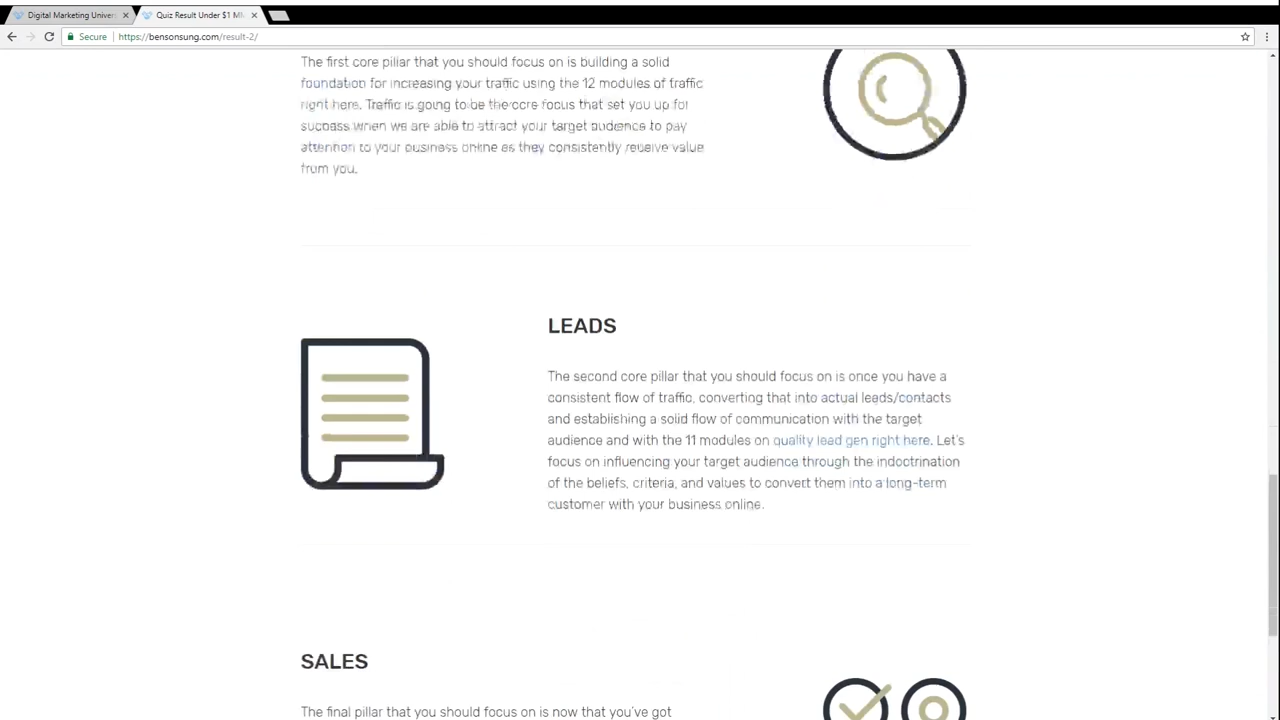 Digital Marketing Univer
Quiz Result Under $1 M
Secure
https://bensonsung.com/result-2/
The first core pillar that you should focus on is building a solid
foundation for increasing your traffic using the 12 modules of traffic
right here. Traffic is going to be the core focus that set you up for
success when we are able to attract your target audience to pay
attention to your business online as they consistently receive value
from you.
LEADS
The second core pillar that you should focus on is once you have a
consistent flow of traffic, converting that into actual leads/contacts
and establishing a solid flow of communication with the target
audience and with the 11 modules on quality lead gen right here. Let's
focus on influencing your target audience through the indoctrination
of the beliefs, criteria, and values to convert them into a long-term
customer with your business online.
SALES
The final pillar that you should focus on is now that you've got